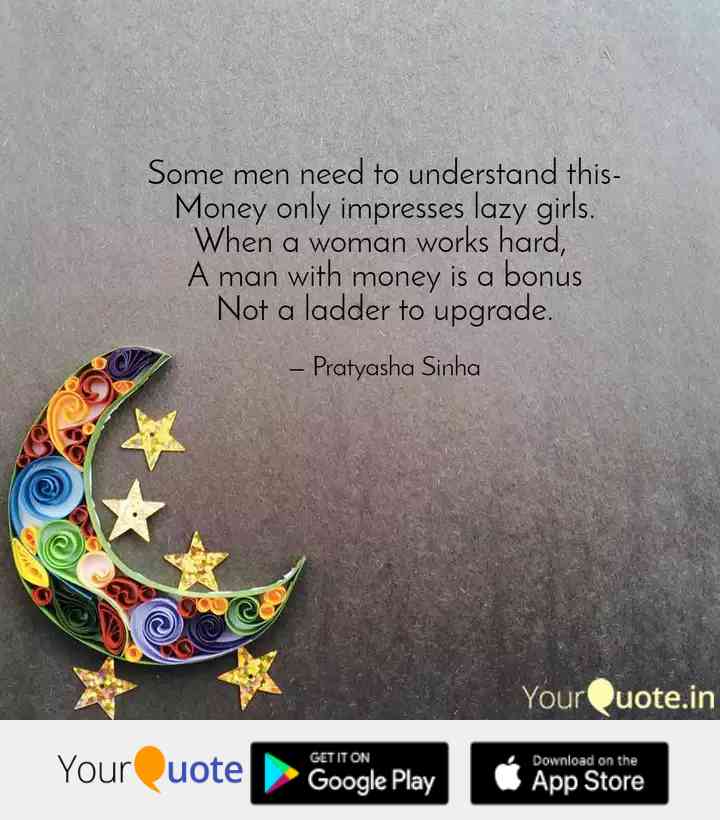 Some men need to understand this-
Money only impresses lazy girls.
When a woman works hard,
A man with money is a bonus
Not a ladder to upgrade.
– Pratyasha Sinha
YourQuote.in
YourQuote
GET IT ON
Google Play
Download on the
App Store